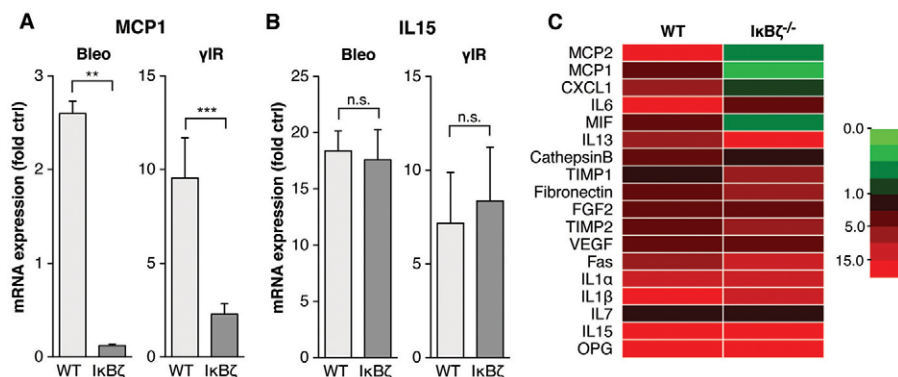 A
MCP1
Bleo
γIR
mRNA expression (fold ctrl)
3
2
1
0
**
WT
IκBζ
15
10
5
0
***
WT
IκBζ
B
IL15
Bleo
γIR
mRNA expression (fold ctrl)
25
20
15
10
5
0
n.s.
WT
IκBζ
15
10
5
0
n.s.
WT
IκBζ
C
WT
IκBζ-/-
MCP2
MCP1
CXCL1
IL6
MIF
IL13
CathepsinB
TIMP1
Fibronectin
FGF2
TIMP2
VEGF
Fas
IL1α
IL1β
IL7
IL15
OPG
0.0
1.0
5.0
15.0